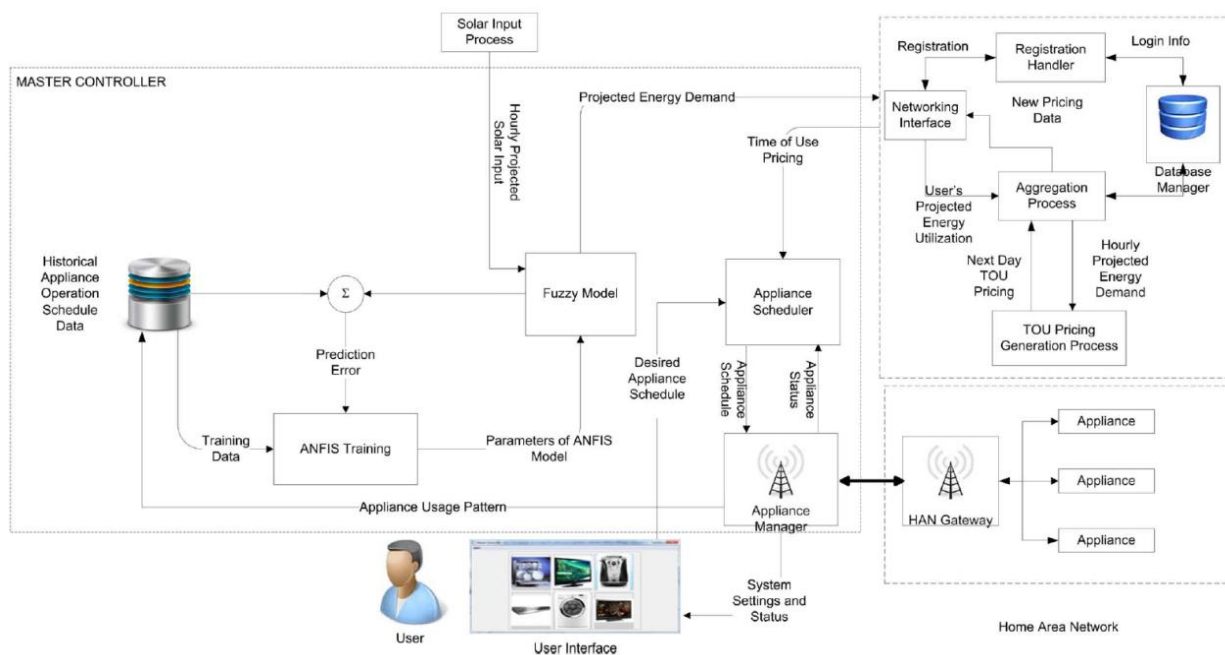 Solar Input
Process
MASTER CONTROLLER
Hourly Projected
Solar Input
Projected Energy Demand
Time of Use
Pricing
Historical
Appliance
Operation
Schedule
Data
Σ
Fuzzy Model
Appliance
Scheduler
Prediction
Error
Desired
Appliance
Schedule
Appliance
Schedule
Appliance
Status
Training
Data
ANFIS Training
Parameters of ANFIS
Model
Appliance Usage Pattern
Appliance
Manager
User
User Interface
System
Settings and
Status
Registration
Registration
Handler
Login Info
Networking
Interface
New Pricing
Data
Database
Manager
User's
Projected
Energy
Utilization
Aggregation
Process
Next Day
TOU
Pricing
Hourly
Projected
Energy
Demand
TOU Pricing
Generation Process
HAN Gateway
Appliance
Appliance
Appliance
Home Area Network